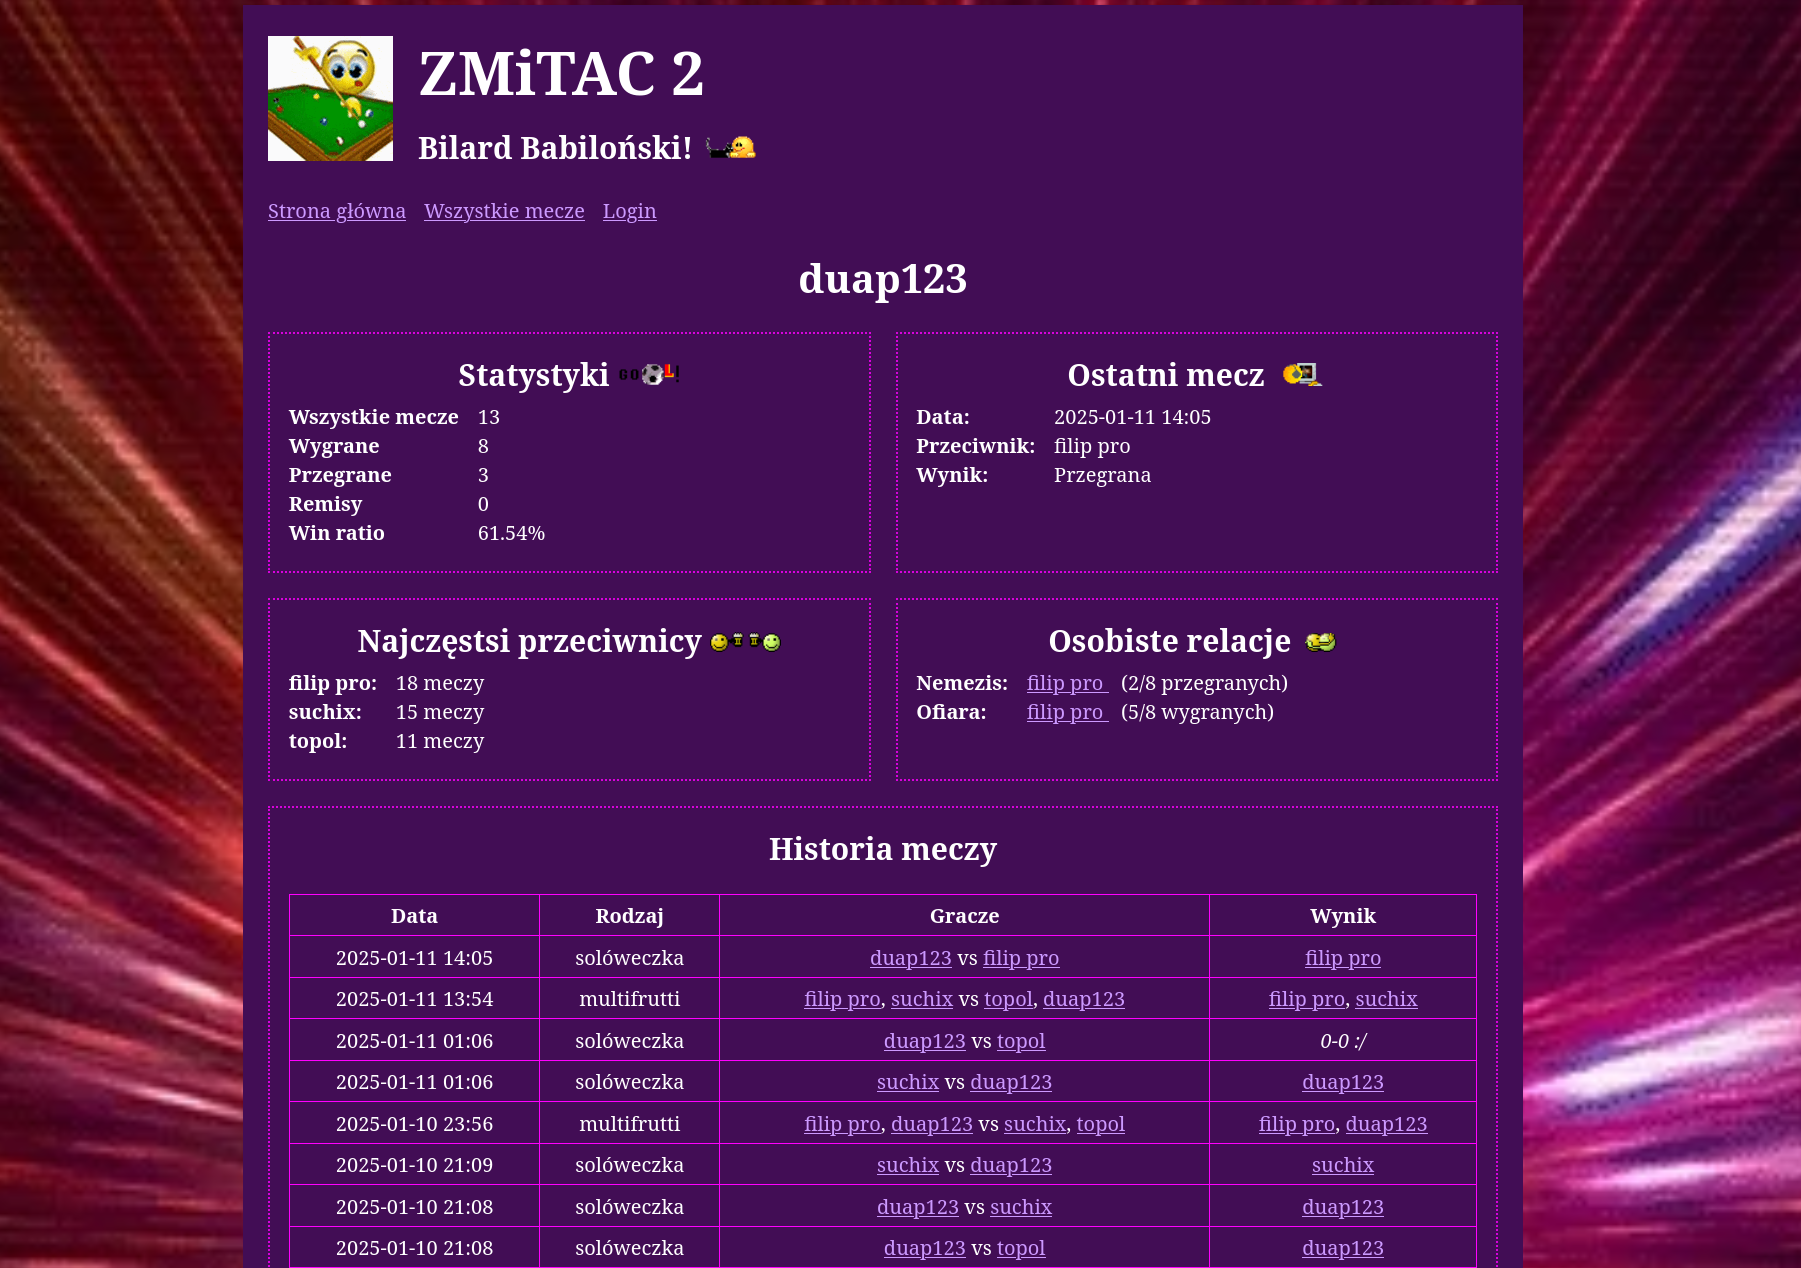 ZMiTAC 2
Bilard Babiloński!
Strona główna Wszystkie mecze Login
duap123
Statystyki GO L!
Wszystkie mecze 13
Wygrane 8
Przegrane 3
Remisy 0
Win ratio 61.54%
Ostatni mecz
Data: 2025-01-11 14:05
Przeciwnik: filip pro
Wynik: Przegrana
Najczęstsi przeciwnicy
filip pro: 18 meczy
suchix: 15 meczy
topol: 11 meczy
Osobiste relacje
Nemezis: filip pro (2/8 przegranych)
Ofiara: filip pro (5/8 wygranych)
Historia meczy
Data Rodzaj Gracze Wynik
2025-01-11 14:05 solóweczka duap123 vs filip pro filip pro
2025-01-11 13:54 multifrutti filip pro, suchix vs topol, duap123 filip pro, suchix
2025-01-11 01:06 solóweczka duap123 vs topol 0-0 :/
2025-01-11 01:06 solóweczka suchix vs duap123 duap123
2025-01-10 23:56 multifrutti filip pro, duap123 vs suchix, topol filip pro, duap123
2025-01-10 21:09 solóweczka suchix vs duap123 suchix
2025-01-10 21:08 solóweczka duap123 vs suchix duap123
2025-01-10 21:08 solóweczka duap123 vs topol duap123